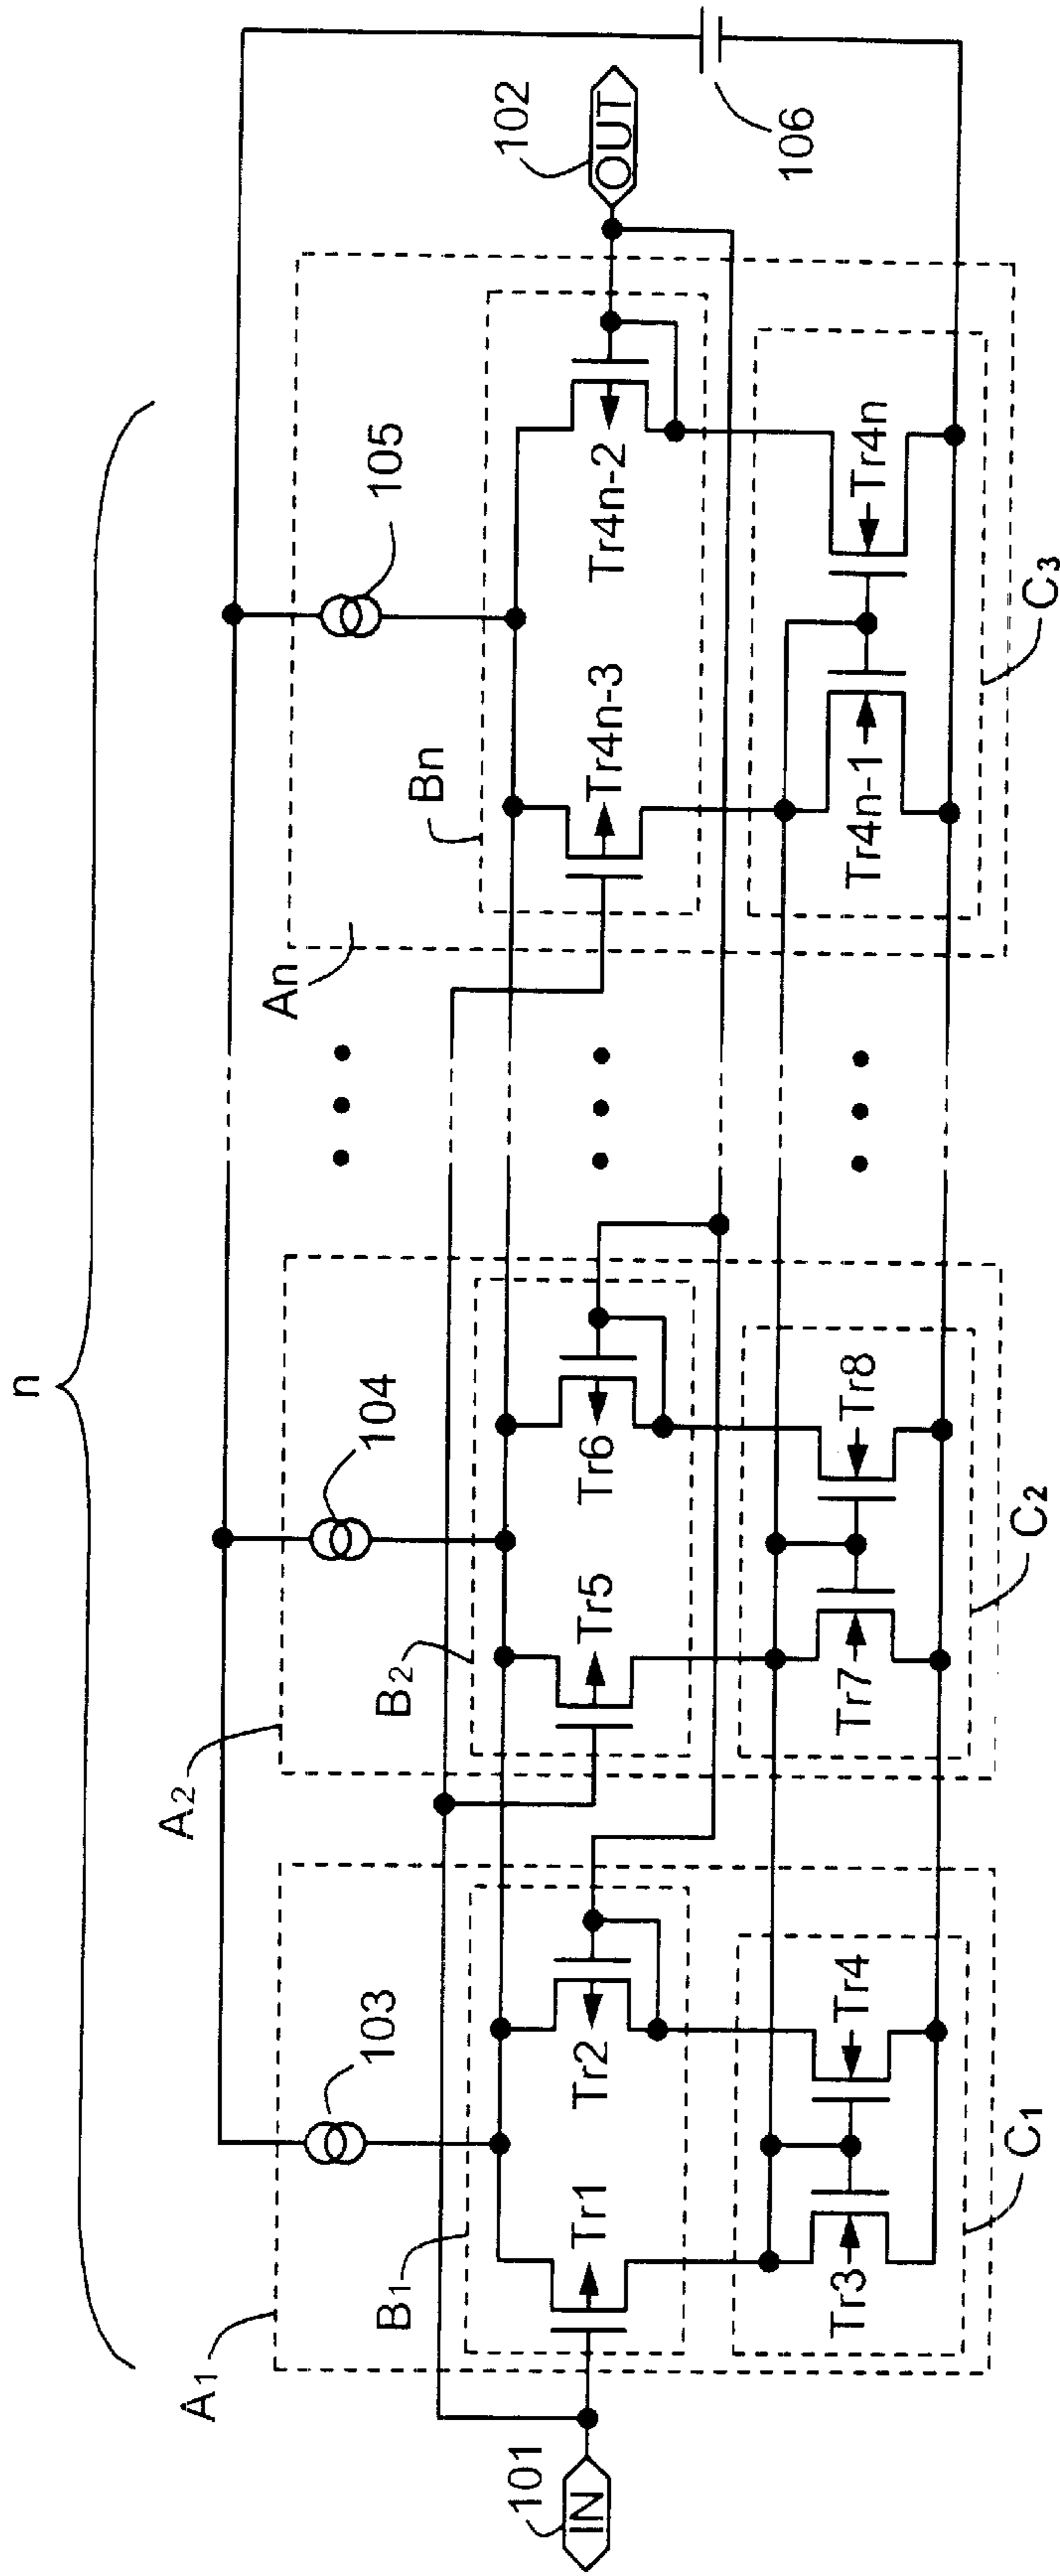 n
A1
A2
An
103
104
105
B1
B2
Bn
101
IN
102
OUT
106
Tr1
Tr2
Tr5
Tr6
Tr4n-3
Tr4n-2
Tr3
Tr4
Tr7
Tr8
Tr4n-1
Tr4n
C1
C2
C3